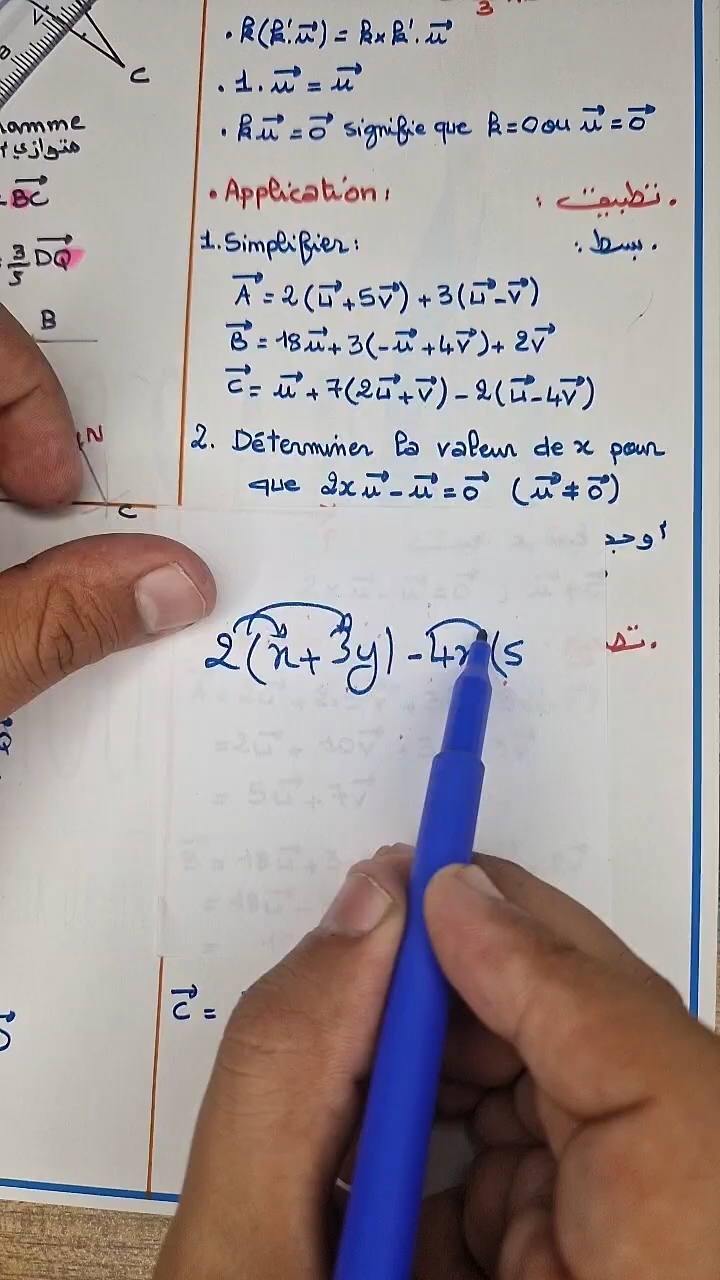 C
. k(k'.u⃗) = k×k'.u⃗
. 1. u⃗ = u⃗
. k.u⃗ = 0⃗ signifie que k=0 ou u⃗ = 0⃗
متوازي
BC⃗
3/5 DQ⃗
B
N
C
• Application: تطبيق :
1. Simplifier: بسط :
A⃗ = 2(u⃗+5v⃗) + 3(u⃗-v⃗)
B⃗ = 18u⃗+3(-u⃗+4v⃗)+ 2v⃗
C⃗ = u⃗ + 7(2u⃗+v⃗) - 2(u⃗-4v⃗)
2. Déterminer la valeur de x pour
que 2xu⃗ - u⃗ = 0⃗ (u⃗ ≠ 0⃗)
أوجد
2(x+3y) - 4x(5
C⃗ =